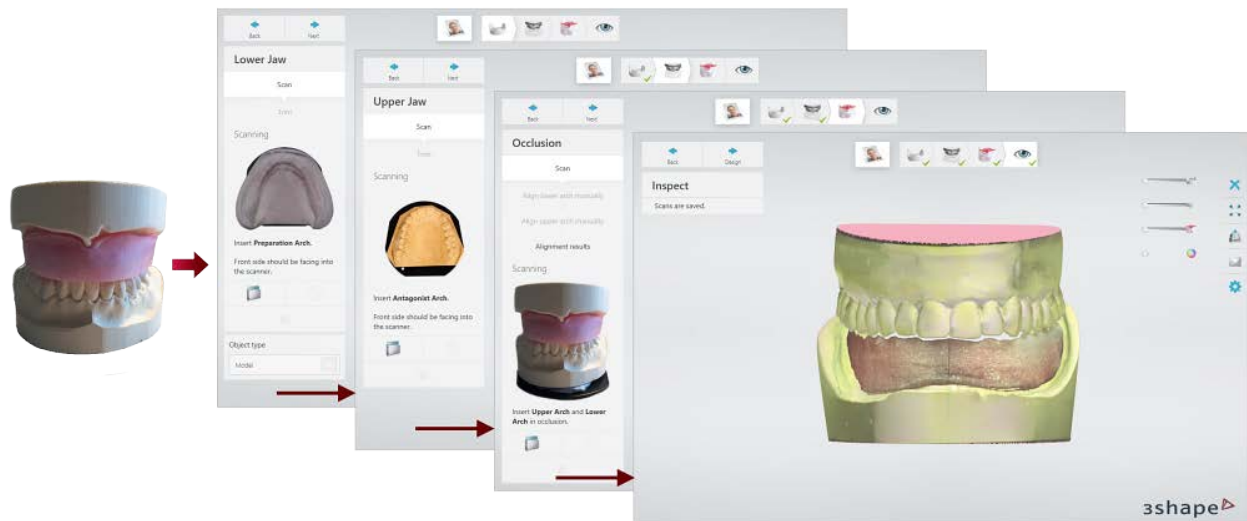 Back
Next
Lower Jaw
Scan
Scanning
Insert Preparation Arch.
Front side should be facing into
the scanner.
Object type
Model
Back
Next
Upper Jaw
Scan
Scanning
Insert Antagonist Arch.
Front side should be facing into
the scanner.
Back
Next
Occlusion
Scan
Align lower arch manually
Align upper arch manually
Alignment results
Scanning
Insert Upper Arch and Lower
Arch in occlusion.
Back
Design
Inspect
Scans are saved.
3shape